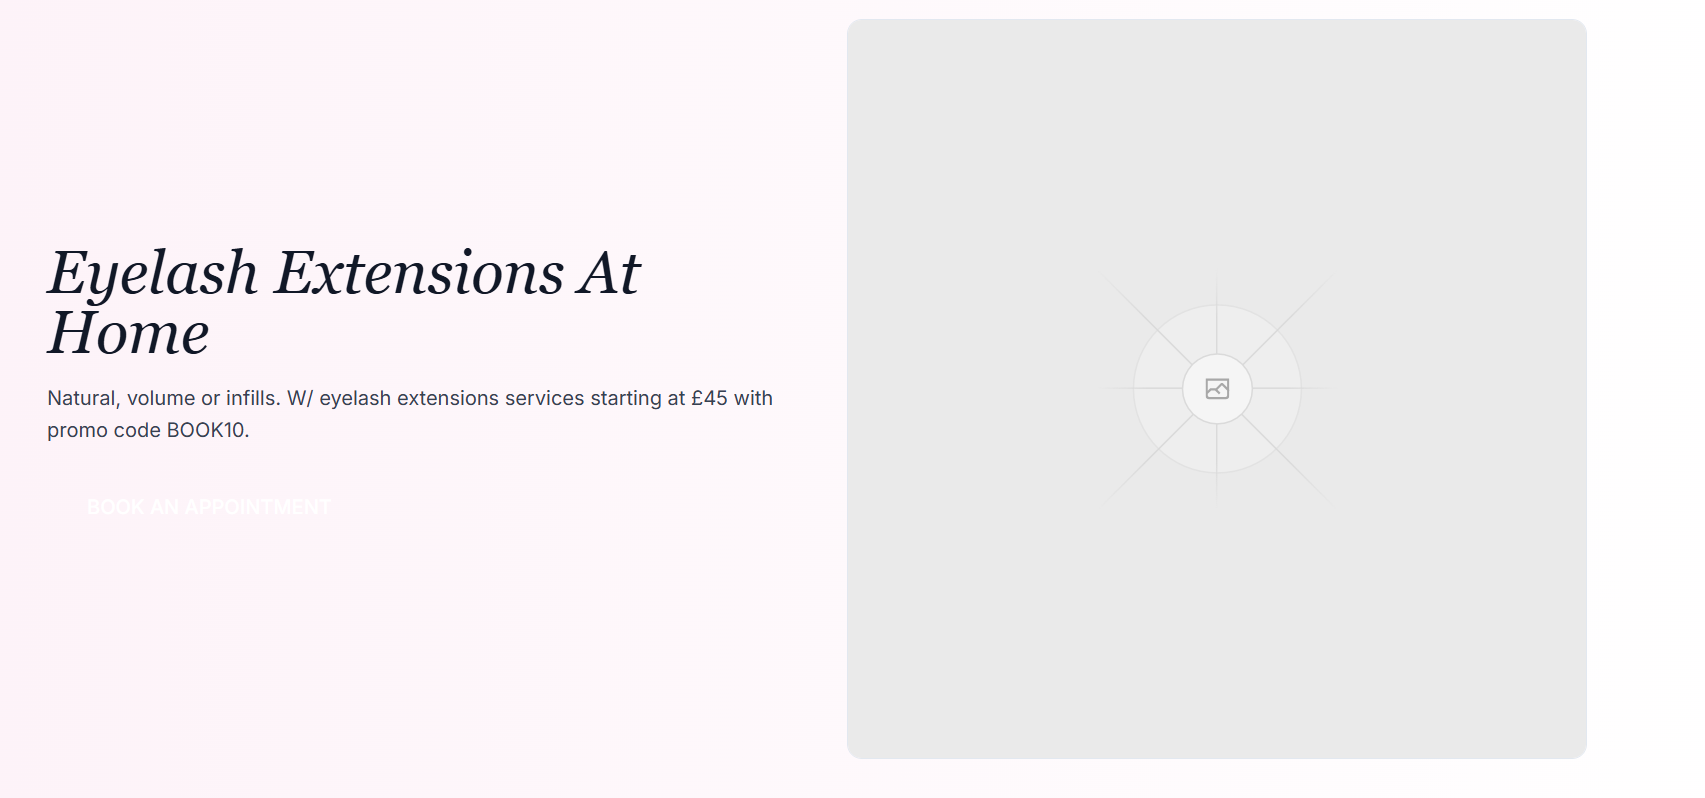 Eyelash Extensions At
Home
Natural, volume or infills. W/ eyelash extensions services starting at £45 with
promo code BOOK10.
BOOK AN APPOINTMENT